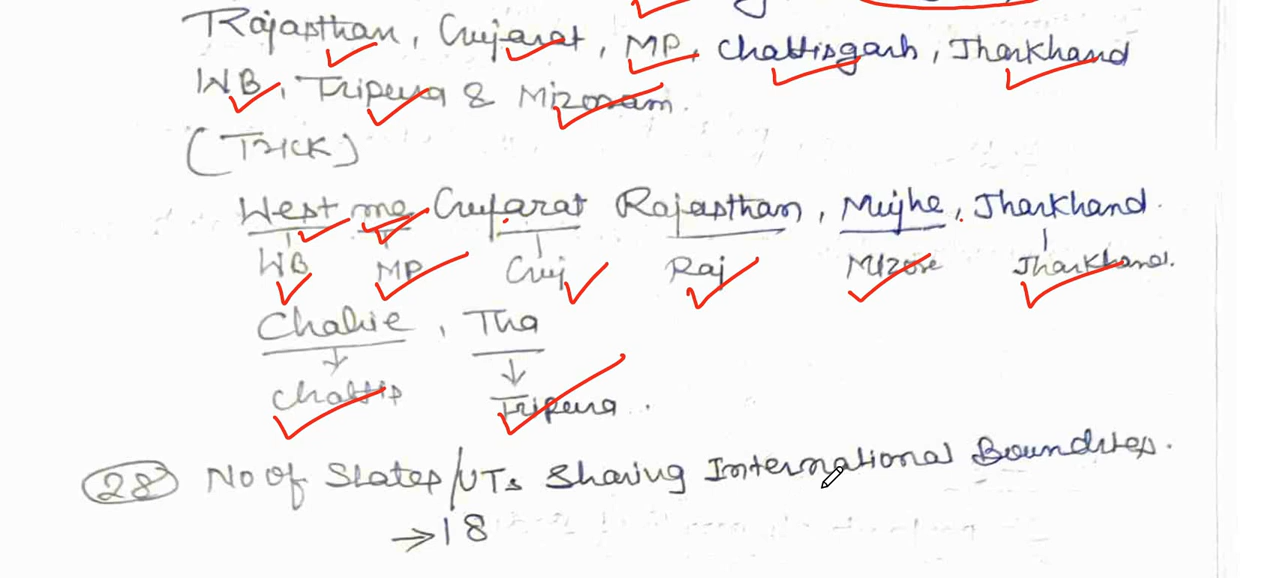 Rajasthan, Gujarat, MP, Chattisgarh, Jharkhand
WB, Tripura & Mizoram.
(Trick)
West me Gujarat Rajasthan, Mujhe, Jharkhand.
WB MP Guj Raj Mizore Jharkhand.
Chahie, Tha
Chattis Tripura.
28 No of States/UTs Sharing International Boundries.
→ 18